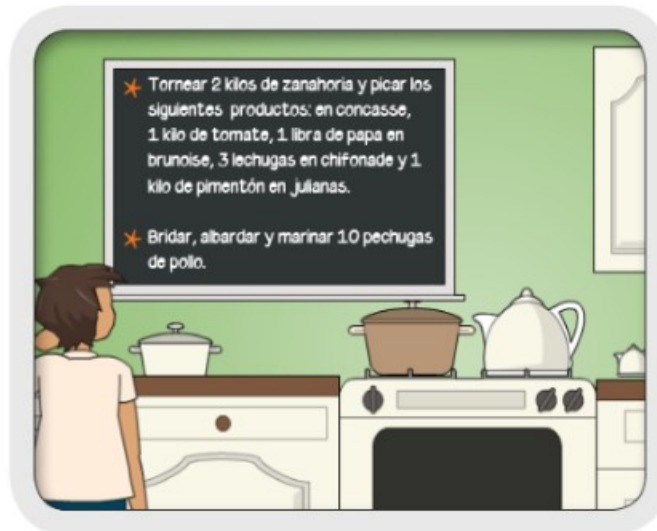 Tornear 2 kilos de zanahoria y picar los
siguientes productos: en concasse,
1 kilo de tomate, 1 libra de papa en
brunoise, 3 lechugas en chifonade y 1
kilo de pimentón en julianas.
Bridar, albardar y marinar 10 pechugas
de pollo.